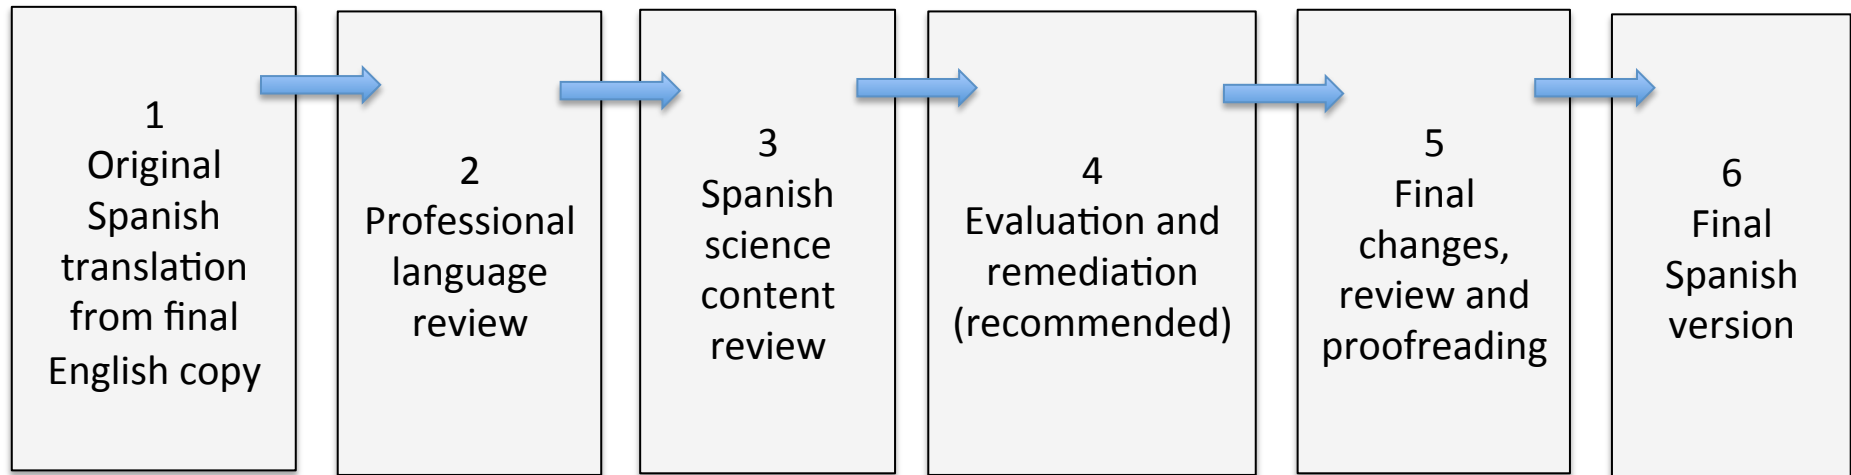 1
Original
Spanish
translation
from final
English copy
2
Professional
language
review
3
Spanish
science
content
review
4
Evaluation and
remediation
(recommended)
5
Final
changes,
review and
proofreading
6
Final
Spanish
version